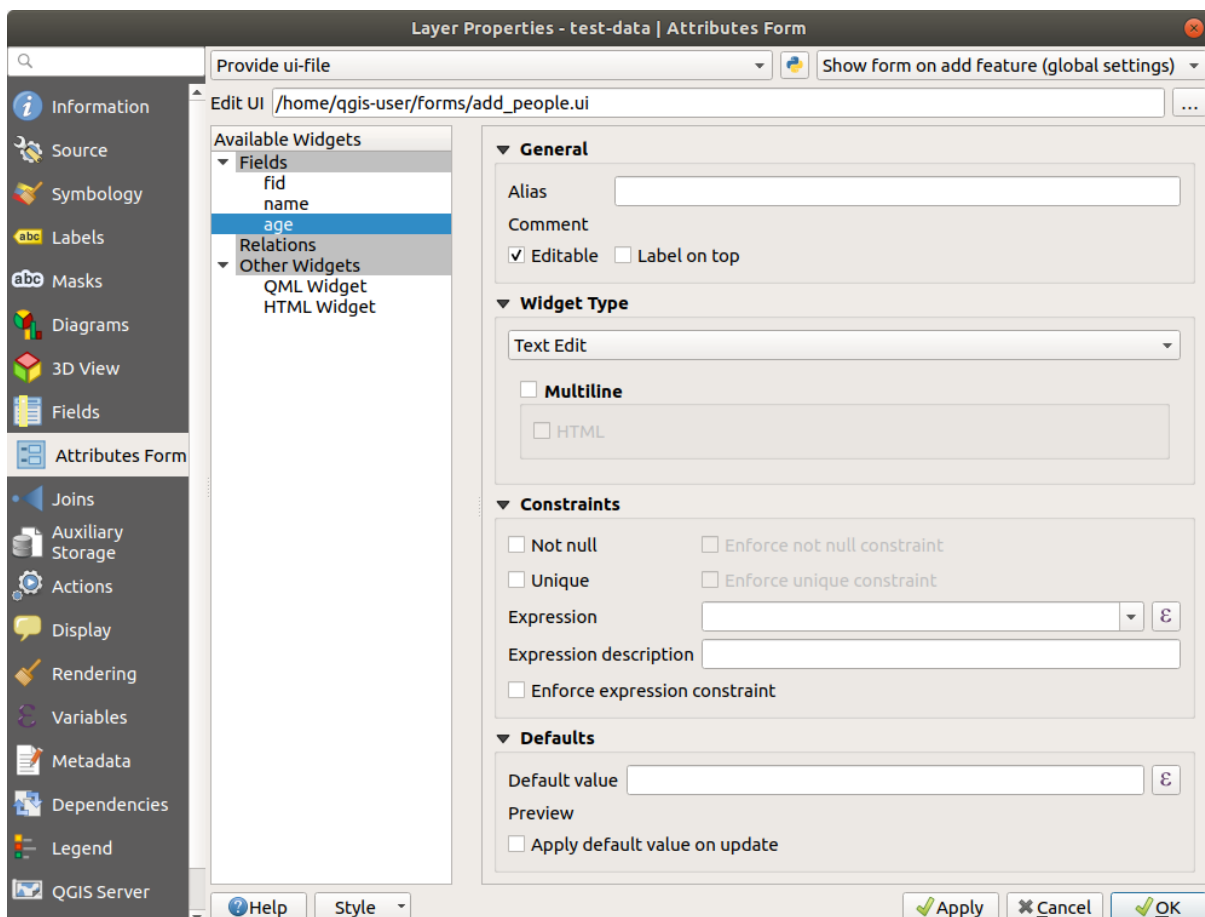 Layer Properties - test-data | Attributes Form
Information
Source
Symbology
abc Labels
abc Masks
Diagrams
3D View
Fields
Attributes Form
Joins
Auxiliary
Storage
Actions
Display
Rendering
Variables
Metadata
Dependencies
Legend
QGIS Server
Provide ui-file
Show form on add feature (global settings)
Edit UI /home/qgis-user/forms/add_people.ui ...
Available Widgets
Fields
fid
name
age
Relations
Other Widgets
QML Widget
HTML Widget
General
Alias
Comment
Editable Label on top
Widget Type
Text Edit
Multiline
HTML
Constraints
Not null Enforce not null constraint
Unique Enforce unique constraint
Expression ε
Expression description
Enforce expression constraint
Defaults
Default value ε
Preview
Apply default value on update
Help Style Apply Cancel OK